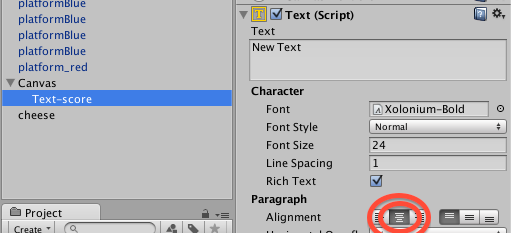 platformBlue
platformBlue
platformBlue
platformBlue
platform_red
Canvas
Text-score
cheese
Project
Create
Text (Script)
Text
New Text
Character
Font
Xolonium-Bold
Font Style
Normal
Font Size
24
Line Spacing
1
Rich Text
Paragraph
Alignment